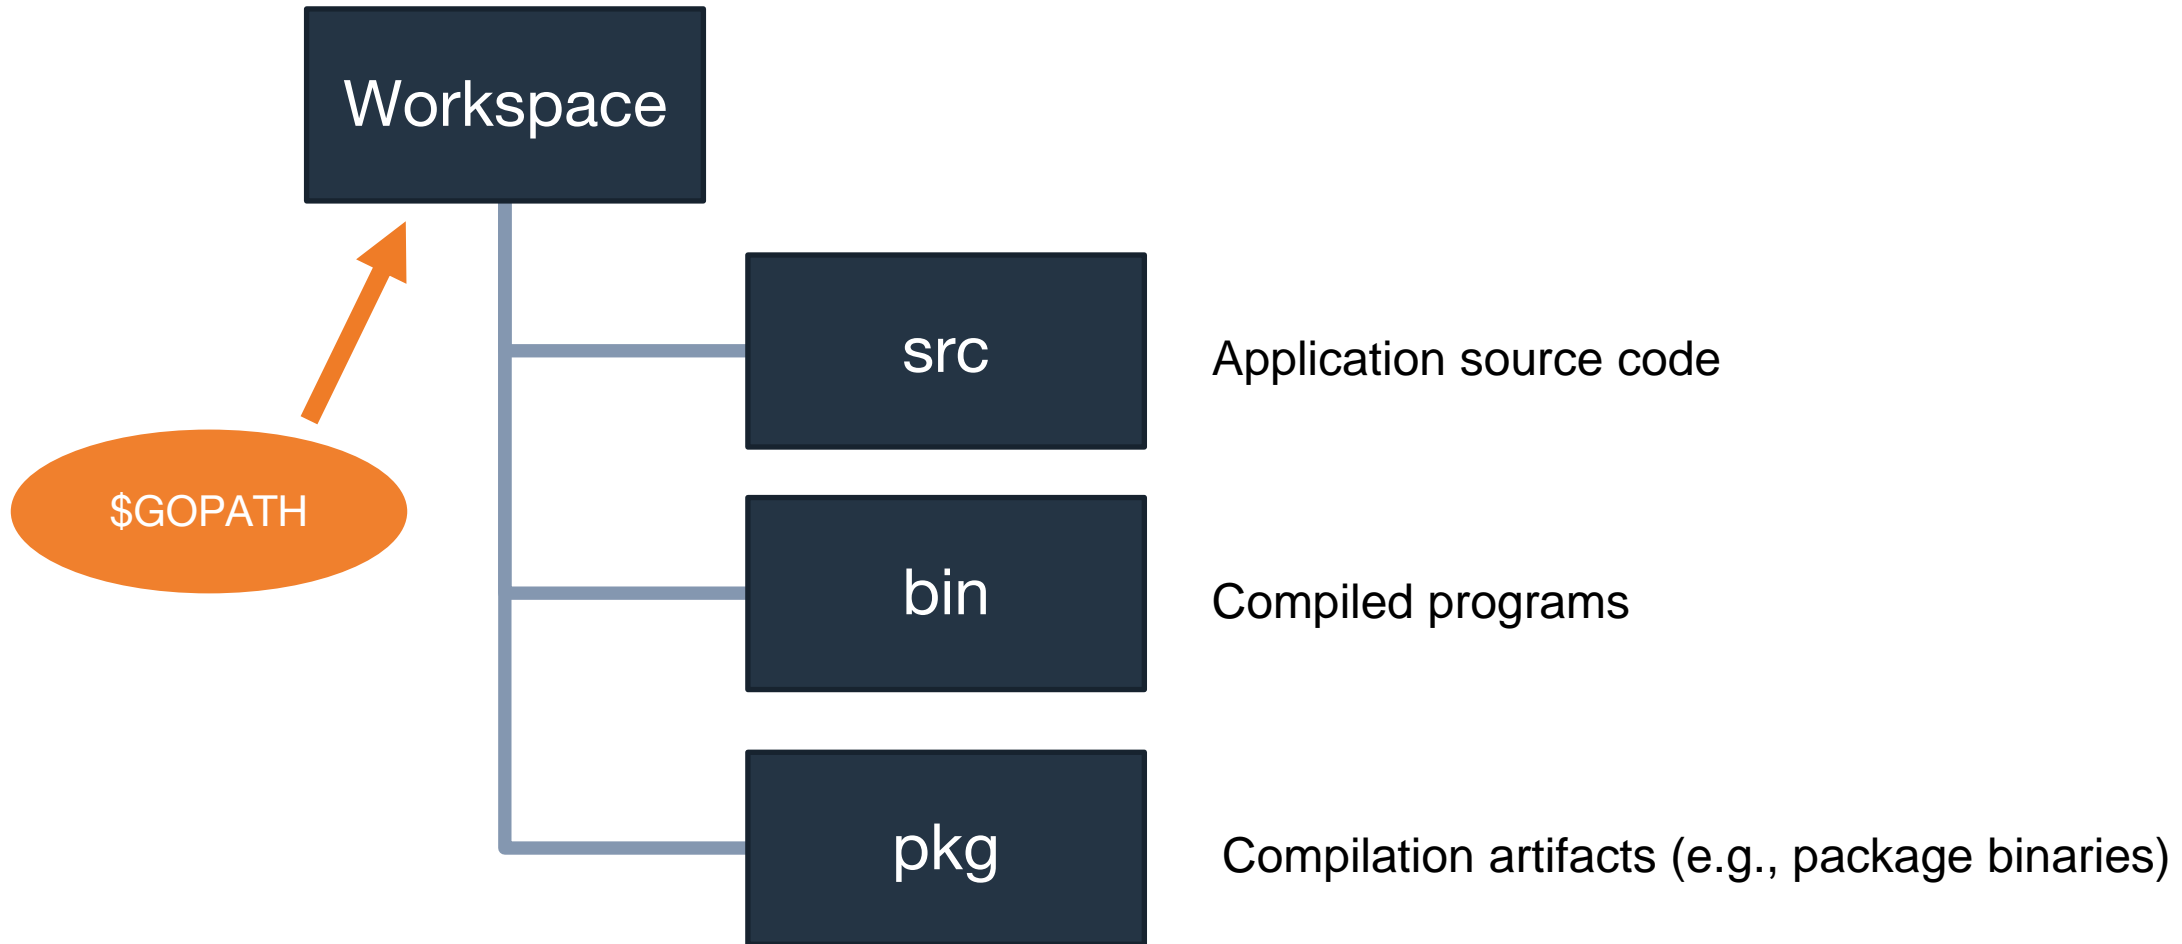 Workspace
src
Application source code
$GOPATH
bin
Compiled programs
pkg
Compilation artifacts (e.g., package binaries)